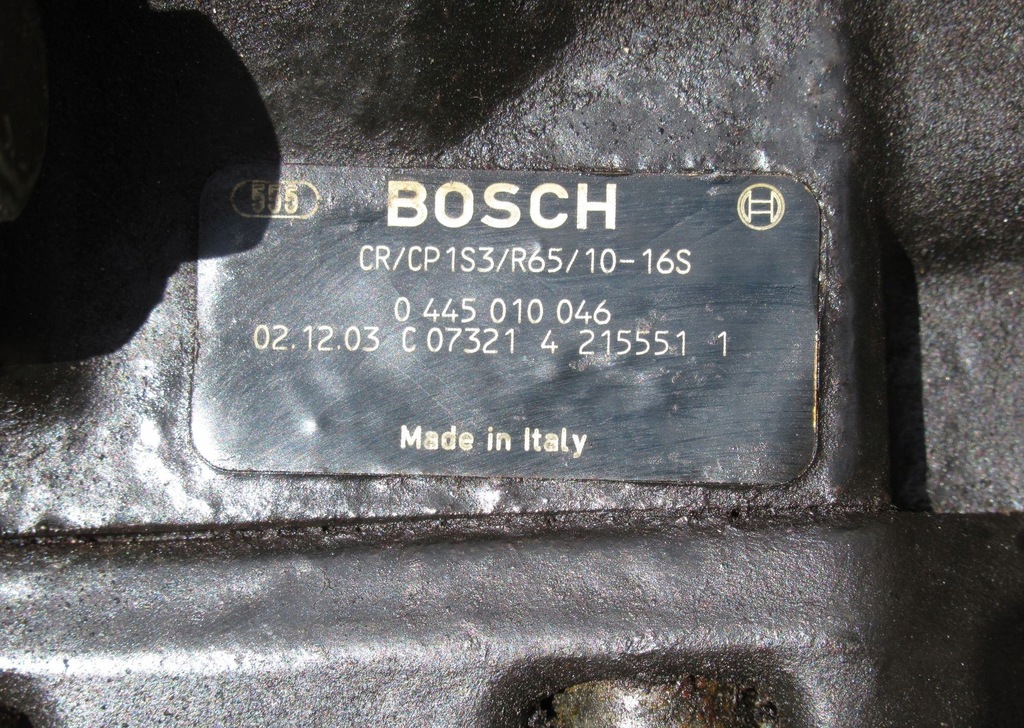 555 BOSCH
CR/CP1S3/R65/10-16S
0 445 010 046
02.12.03 C 07321 4 215551 1
Made in Italy